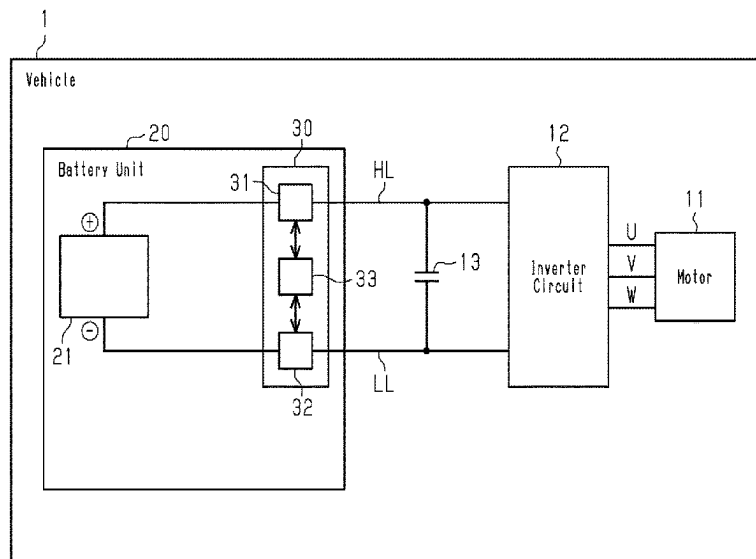 1
Vehicle
20
30
12
Battery Unit
31
HL
11
⊕
U
13
Inverter
Circuit
V
Motor
33
W
⊖
21
32
LL